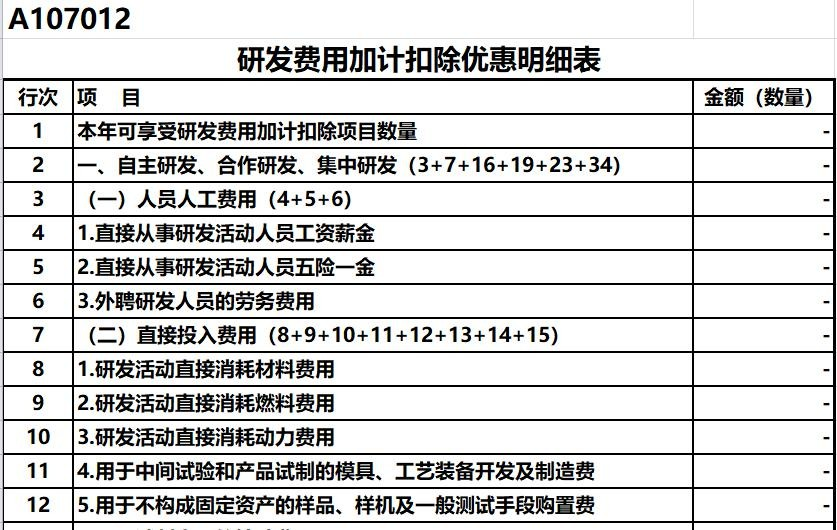 A107012
研发费用加计扣除优惠明细表
行次 项 目 金额（数量）
1 本年可享受研发费用加计扣除项目数量 -
2 一、自主研发、合作研发、集中研发（3+7+16+19+23+34） -
3 （一）人员人工费用（4+5+6） -
4 1.直接从事研发活动人员工资薪金 -
5 2.直接从事研发活动人员五险一金 -
6 3.外聘研发人员的劳务费用 -
7 （二）直接投入费用（8+9+10+11+12+13+14+15） -
8 1.研发活动直接消耗材料费用 -
9 2.研发活动直接消耗燃料费用 -
10 3.研发活动直接消耗动力费用 -
11 4.用于中间试验和产品试制的模具、工艺装备开发及制造费 -
12 5.用于不构成固定资产的样品、样机及一般测试手段购置费 -